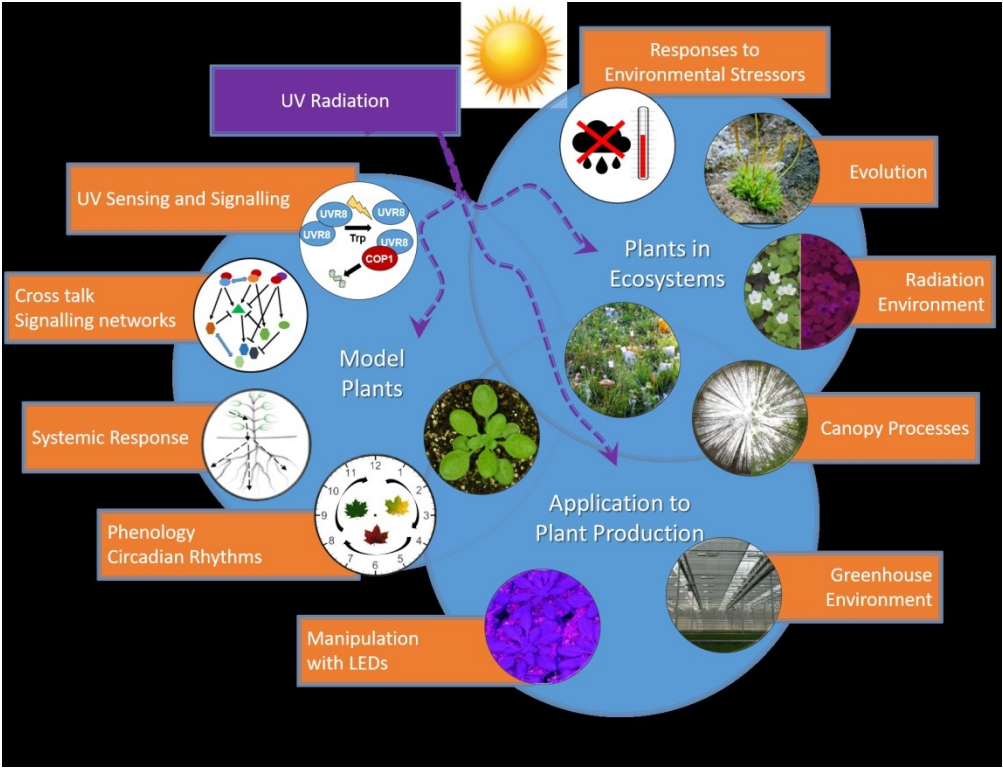 Responses to
Environmental Stressors
UV Radiation
Evolution
UV Sensing and Signalling
UVR8
UVR8
UVR8
Trp
UVR8
COP1
Plants in
Ecosystems
Radiation
Environment
Cross talk
Signalling networks
Model
Plants
Canopy Processes
Systemic Response
12
11
1
10
2
9
3
8
4
7
5
6
Application to
Plant Production
Phenology
Circadian Rhythms
Greenhouse
Environment
Manipulation
with LEDs